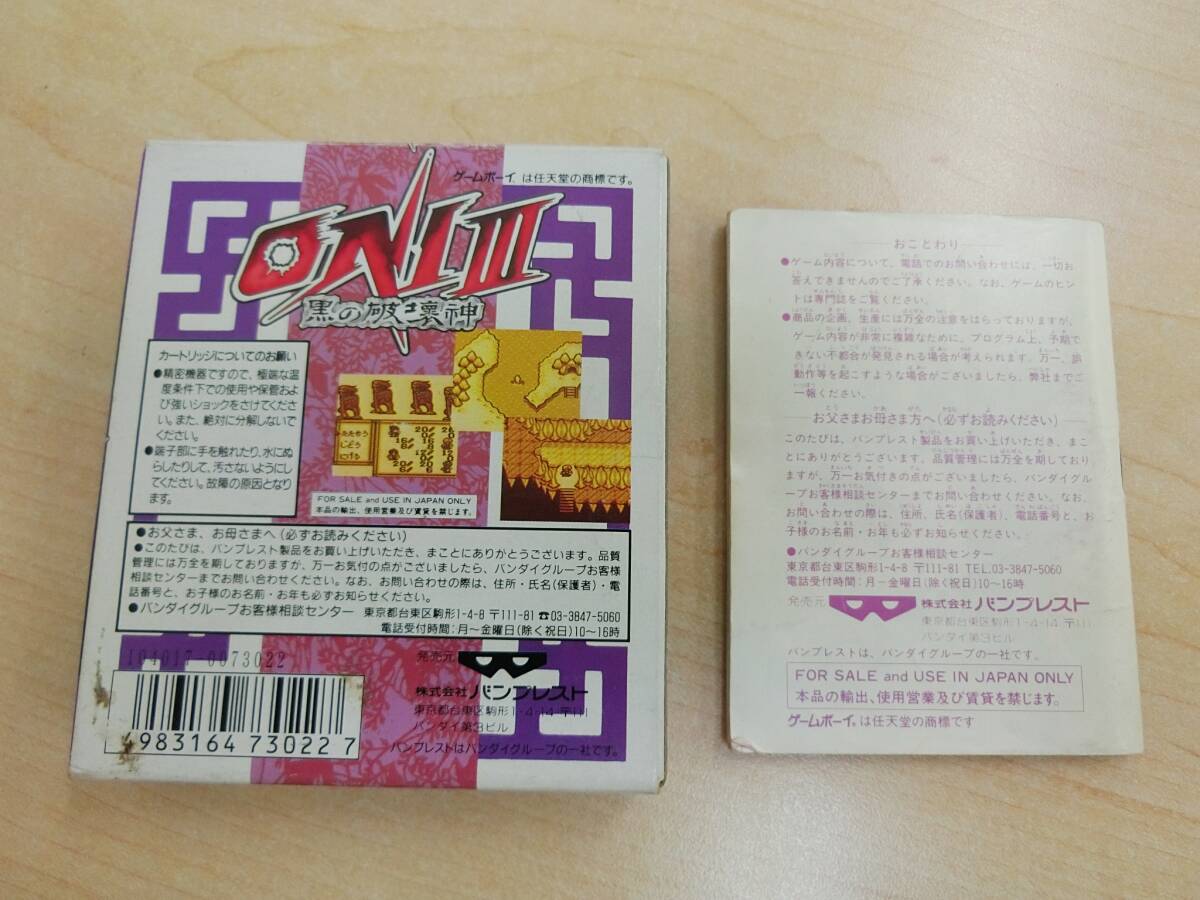 ゲームボーイ は任天堂の商標です。
ONI III
黒の破壊神
カートリッジについてのお願い
●精密機器ですので、極端な温
度条件下での使用や保管およ
び強いショックをさけてくださ
い。また、絶対に分解しないで
ください。
●端子部に手を触れたり、水にぬ
らしたりして、汚さないようにし
てください。故障の原因となり
ます。
FOR SALE and USE IN JAPAN ONLY
本品の輸出、使用営業及び賃貸を禁じます。
●お父さま、お母さまへ(必ずお読みください)
●このたびは、バンプレスト製品をお買い上げいただき、まことにありがとうございます。品質
管理には万全を期しておりますが、万一お気付の点がございましたら、バンダイグループお客様
相談センターまでお問い合わせください。なお、お問い合わせの際は、住所・氏名(保護者)・電
話番号と、お子様のお名前・お年も必ずお知らせください。
●バンダイグループお客様相談センター 東京都台東区駒形1-4-8 〒111-81 ☎03-3847-5060
電話受付時間:月〜金曜日(除く祝日)10〜16時
104017-0073022
発売元
株式会社 バンプレスト
東京都台東区駒形1-4-14 〒111
バンダイ第3ビル
バンプレストはバンダイグループの一社です。
4983164 730227
おことわり
●ゲーム内容について、電話でのお問い合わせには、一切お
答えできませんのでご了承ください。なお、ゲームのヒン
トは専門誌をご覧ください。
●商品の企画、生産には万全の注意をはらっておりますが、
ゲーム内容が非常に複雑なために、プログラム上、予期で
きない不都合が発見される場合が考えられます。万一、誤
動作等を起こすような場合がございましたら、弊社までご
一報ください。
お父さまお母さま方へ(必ずお読みください)
このたびは、バンプレスト製品をお買い上げいただき、まこ
とにありがとうございます。品質管理には万全を期しており
ますが、万一お気付きの点がございましたら、バンダイグル
ープお客様相談センターまでお問い合わせください。なお、
お問い合わせの際は、住所、氏名(保護者)、電話番号と、お
子様のお名前・お年も必ずお知らせください。
●バンダイグループお客様相談センター
東京都台東区駒形1-4-8 〒111-81 TEL.03-3847-5060
電話受付時間:月−金曜日(除く祝日)10〜16時
発売元 株式会社 バンプレスト
東京都台東区駒形1-4-14 〒111
バンダイ第3ビル
バンプレストは、バンダイグループの一社です。
FOR SALE and USE IN JAPAN ONLY
本品の輸出、使用営業及び賃貸を禁じます。
ゲームボーイ は任天堂の商標です